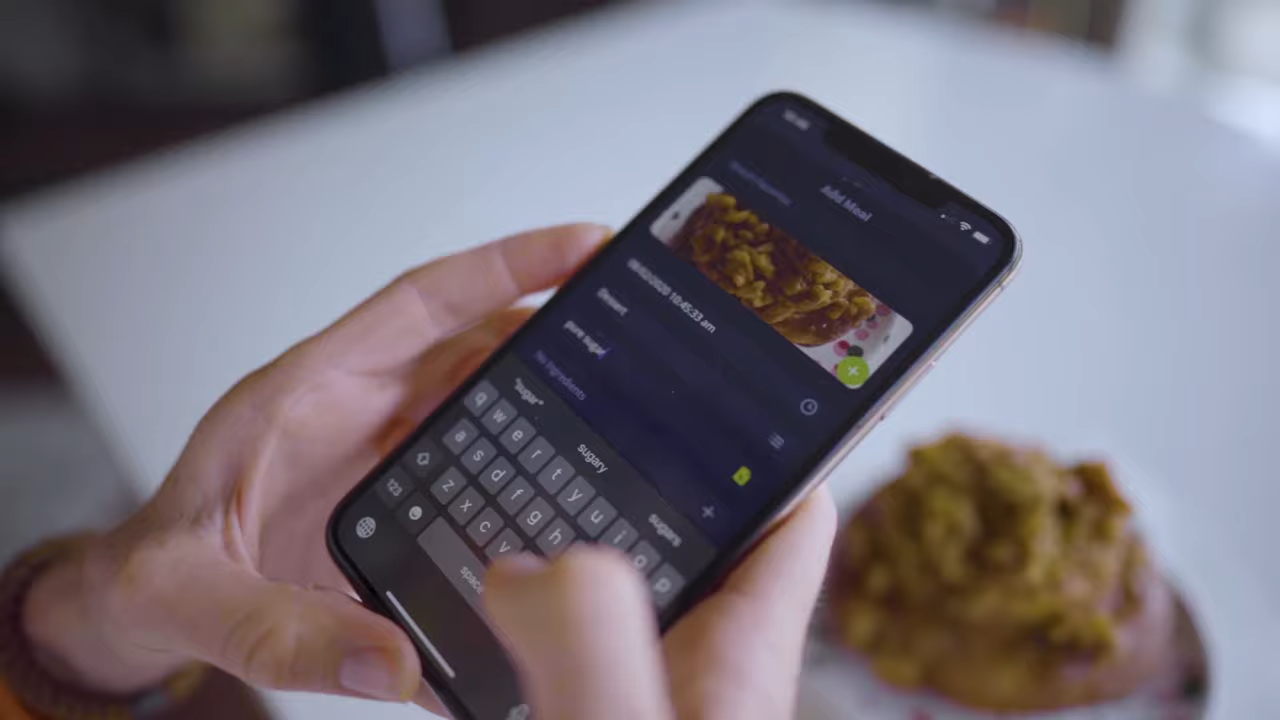 Add Meal
10:45:33 am
Dessert
pure sugar
No Ingredients
"sugar"
sugary
sugars
q w e r t y u i o p
a s d f g h
z x c v
123
space